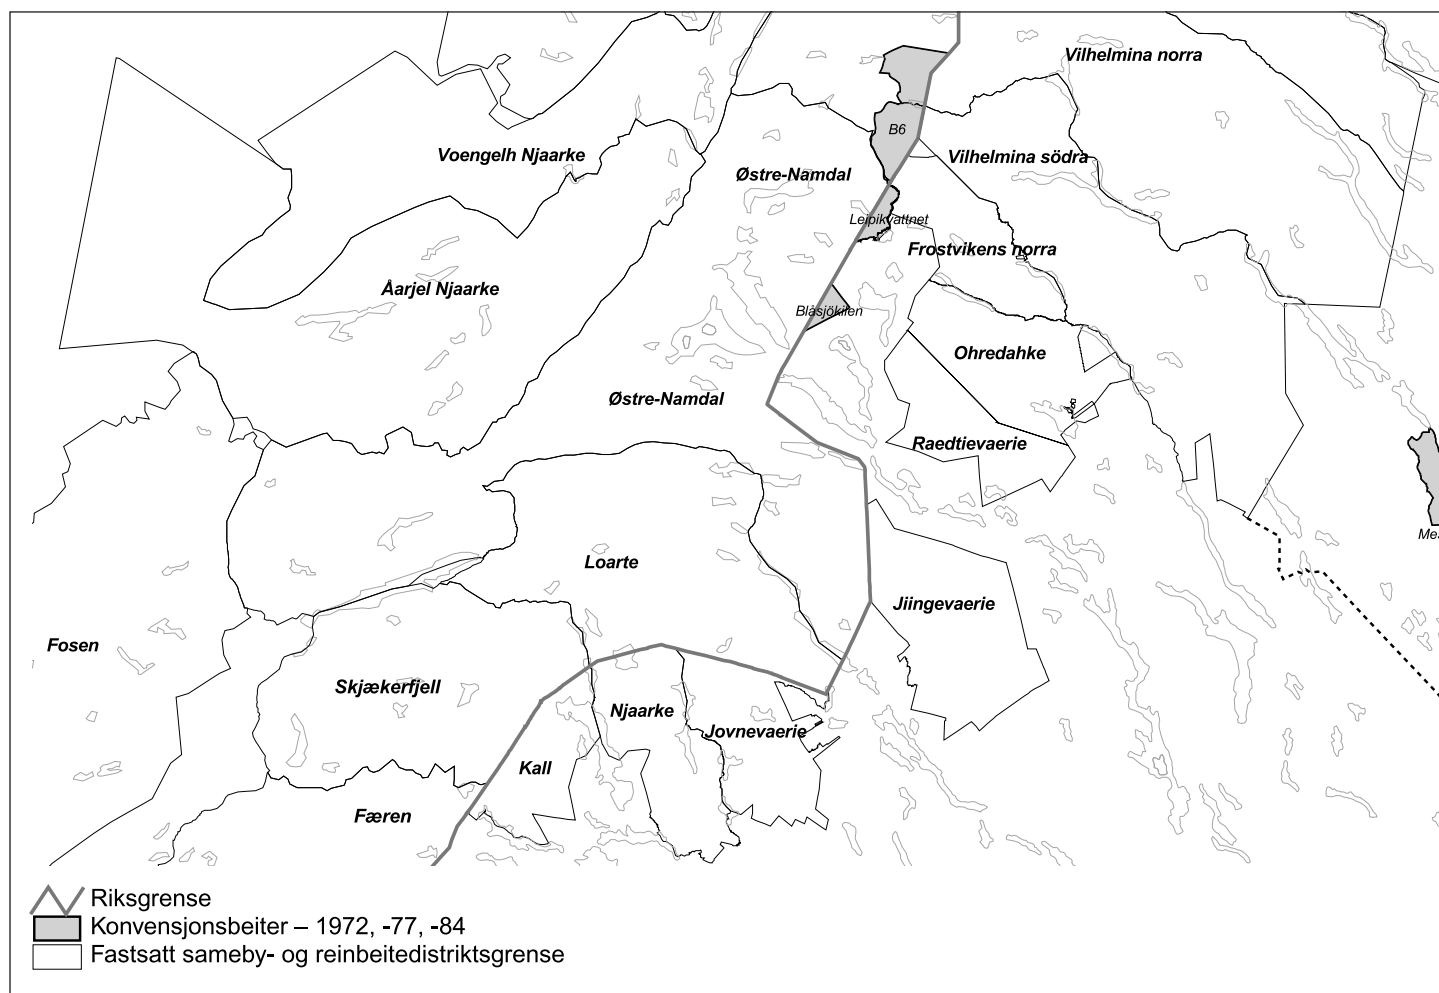 Vilhelmina norra
B6
Voengelh Njaarke
Vilhelmina södra
Østre-Namdal
Leipikvattnet
Frostvikens norra
Åarjel Njaarke
Blåsjökilen
Ohredahke
Østre-Namdal
Raedtievaerie
Mes
Loarte
Jiingevaerie
Fosen
Skjækerfjell
Njaarke
Jovnevaerie
Kall
Færen
Riksgrense
Konvensjonsbeiter – 1972, -77, -84
Fastsatt sameby- og reinbeitedistriktsgrense